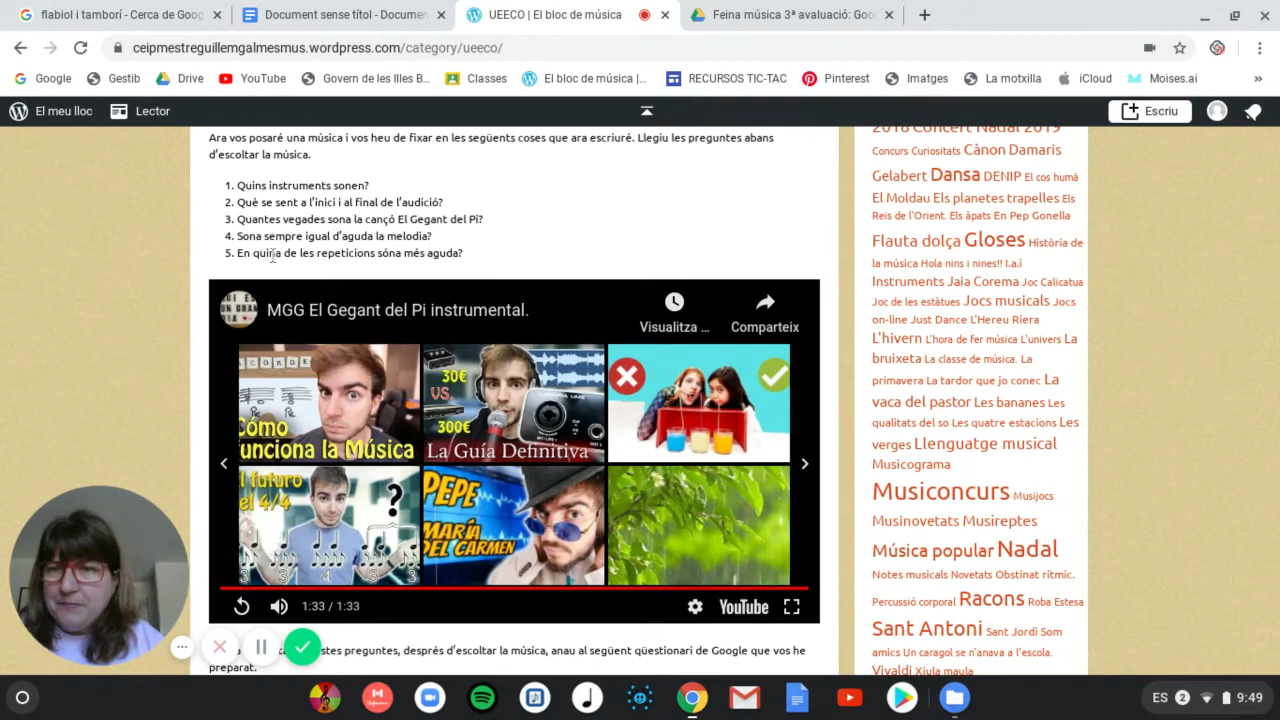 flabiol i tamborí - Cerca de Goog
Document sense títol - Documen
UEECO | El bloc de música
Feina música 3ª avaluació: Goo
ceipmestreguillemgalmesmus.wordpress.com/category/ueeco/
Google
Gestib
Drive
YouTube
Govern de les Illes B...
Classes
El bloc de música |...
RECURSOS TIC-TAC
Pinterest
Imatges
La motxilla
iCloud
Moises.ai
El meu lloc
Lector
Escriu
Ara vos posaré una música i vos heu de fixar en les següents coses que ara escriuré. Llegiu les preguntes abans
d'escoltar la música.
1. Quins instruments sonen?
2. Què se sent a l'inici i al final de l'audició?
3. Quantes vegades sona la cançó El Gegant del Pi?
4. Sona sempre igual d'aguda la melodia?
5. En quina de les repeticions sóna més aguda?
MGG El Gegant del Pi instrumental.
Visualitza ...
Comparteix
ACORDE
Cómo
funciona la Música
30€
VS.
300€
La Guía Definitiva
El futuro
del 4/4
?
3 3 4 3 3
PEPE
MARÍA
DEL CARMEN
1:33 / 1:33
YouTube
estes preguntes, després d'escoltar la música, anau al següent qüestionari de Google que vos he
preparat.
2018 Concert Nadal 2019
Concurs Curiositats Cànon Damaris
Gelabert Dansa DENIP El cos humà
El Moldau Els planetes trapelles Els
Reis de l'Orient. Els àpats En Pep Gonella
Flauta dolça Gloses Història de
la música Hola nins i nines!! I.a.i
Instruments Jaia Corema Joc Calicatua
Joc de les estàtues Jocs musicals Jocs
on-line Just Dance L'Hereu Riera
L'hivern L'hora de fer música L'univers La
bruixeta La classe de música. La
primavera La tardor que jo conec La
vaca del pastor Les bananes Les
qualitats del so Les quatre estacions Les
verges Llenguatge musical
Musicograma
Musiconcurs Musijocs
Musinovetats Musireptes
Música popular Nadal
Notes musicals Novetats Obstinat rítmic.
Percussió corporal Racons Roba Estesa
Sant Antoni Sant Jordi Som
amics Un caragol se n'anava a l'escola.
Vivaldi Xiula maula
ES 2 9:49